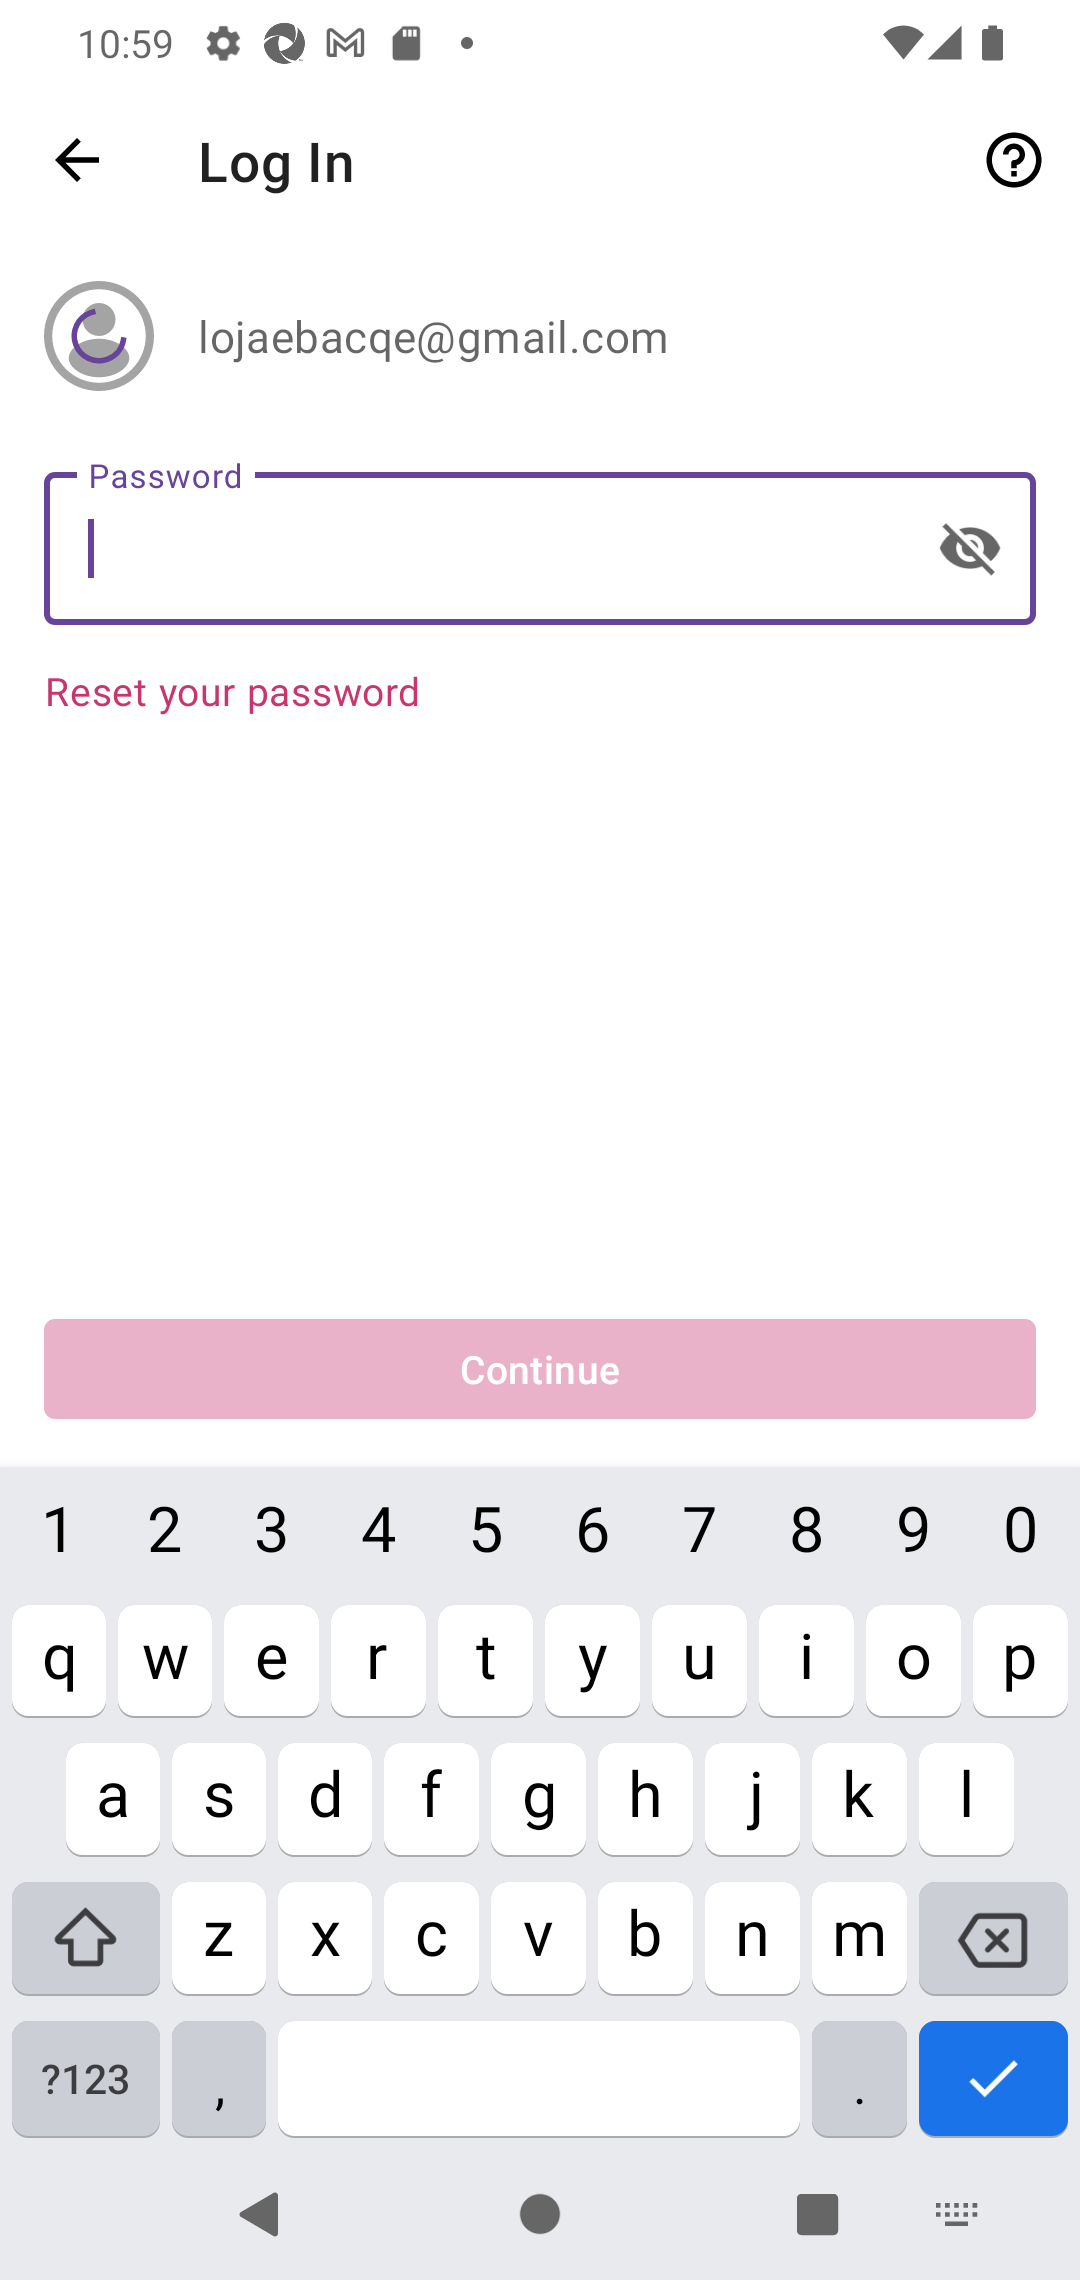 10:59
Log In
lojaebacqe@gmail.com
Password
Reset your password
Continue
1 2 3 4 5 6 7 8 9 0
q w e r t y u i o p
a s d f g h j k l
z x c v b n m
?123 , .